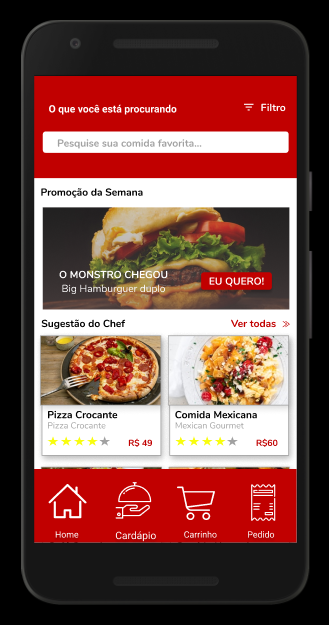 O que você está procurando
Filtro
Pesquise sua comida favorita...
Promoção da Semana
O MONSTRO CHEGOU
Big Hamburguer duplo
EU QUERO!
Sugestão do Chef
Ver todas
Pizza Crocante
Pizza Crocante
R$ 49
Comida Mexicana
Mexican Gourmet
R$60
Home
Cardápio
Carrinho
Pedido